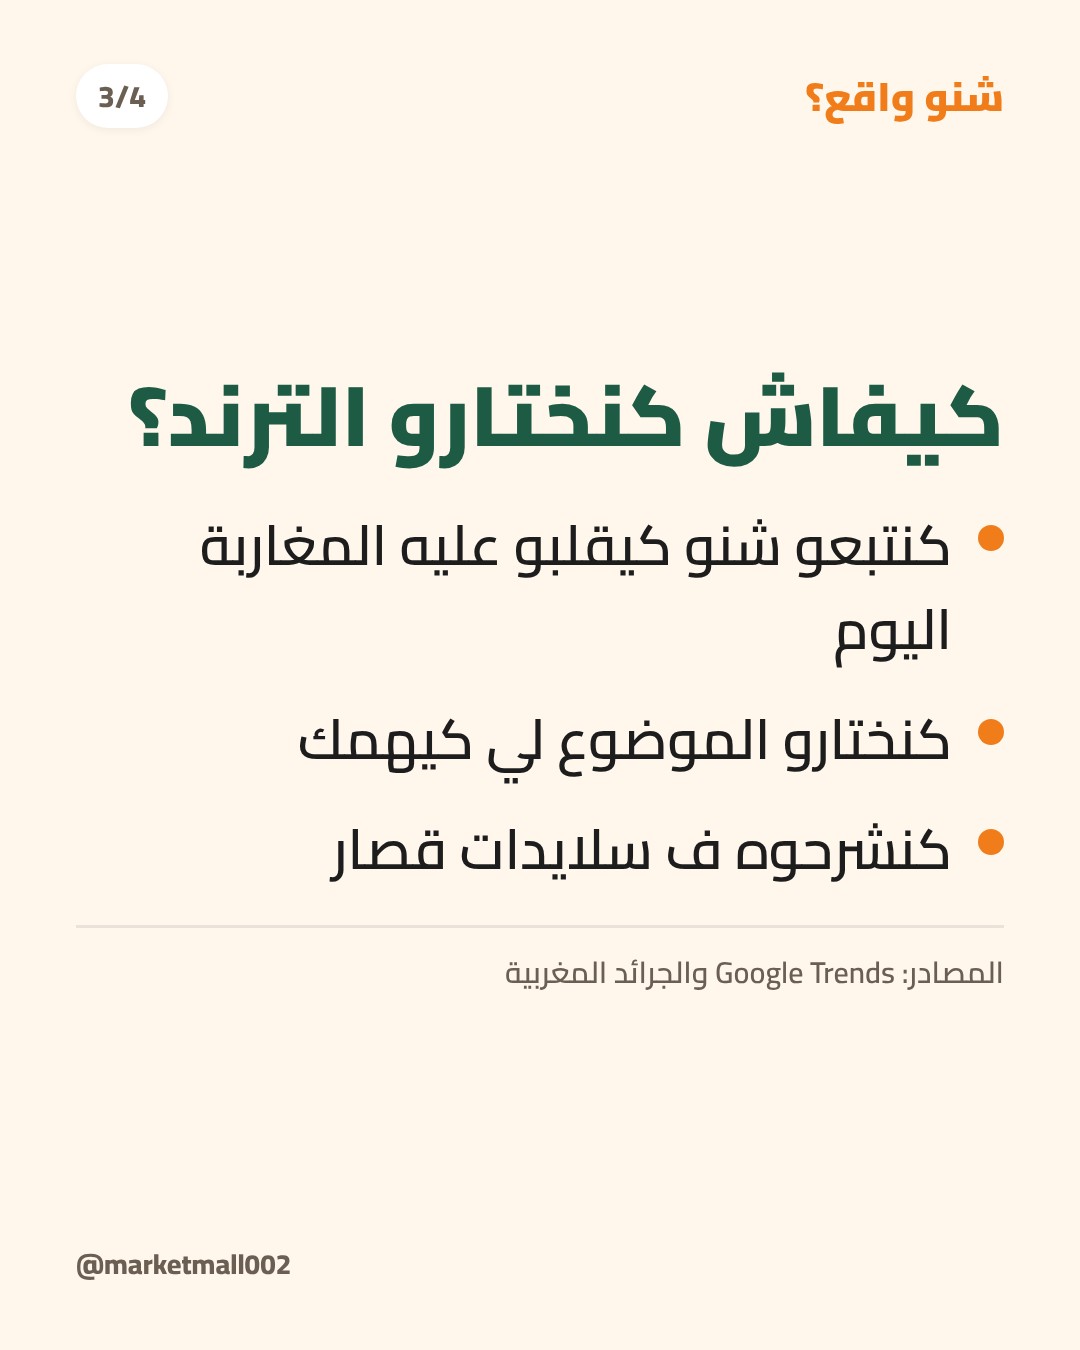 شنو واقع؟
3/4
كيفاش كنختارو الترند؟
كنتبعو شنو كيقلبو عليه المغاربة
اليوم
كنختارو الموضوع لي كيهمك
كنشرحوه ف سلايدات قصار
المصادر: Google Trends والجرائد المغربية
@marketmall002